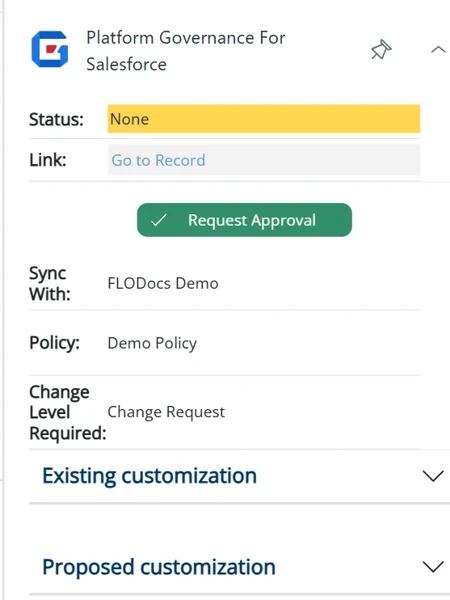 Platform Governance For
Salesforce
Status:
None
Link:
Go to Record
Request Approval
Sync
With:
FLODocs Demo
Policy:
Demo Policy
Change
Level
Required:
Change Request
Existing customization
Proposed customization